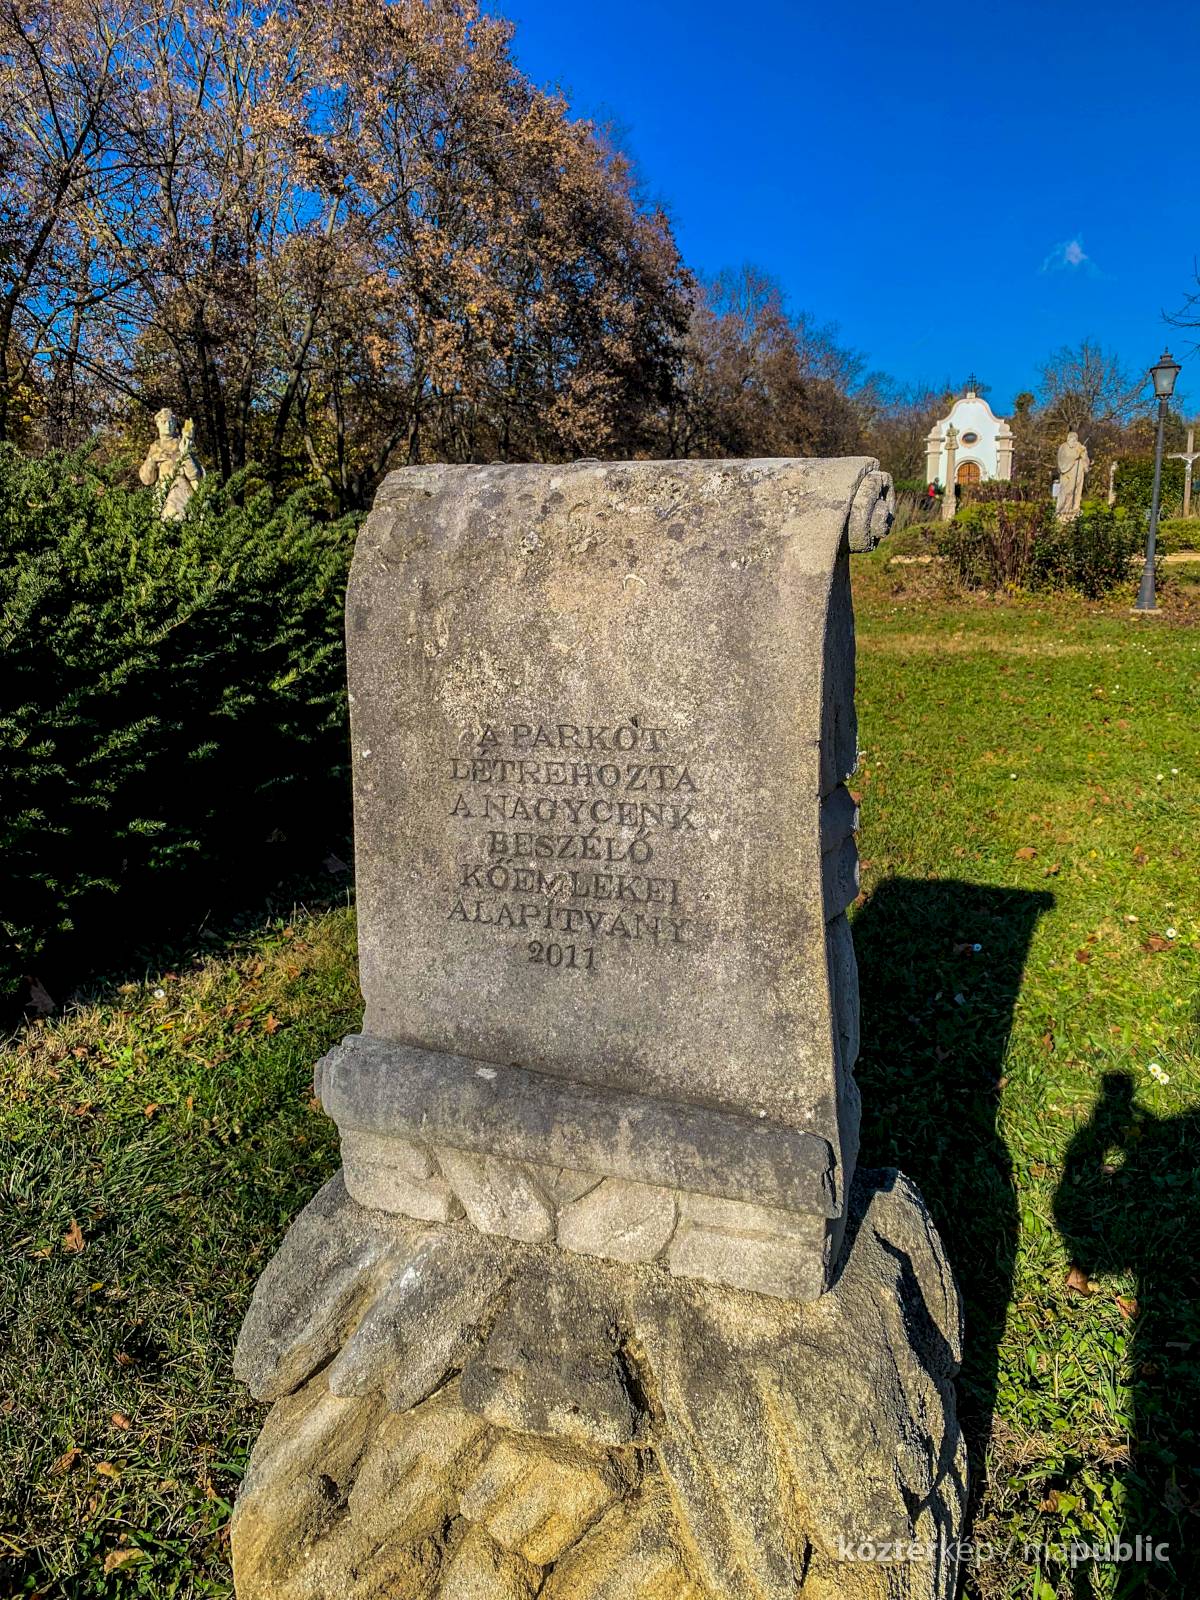 A PARKOT
LÉTREHOZTA
A NAGYCENK
BESZÉLŐ
KŐEMLÉKEI
ALAPÍTVÁNY
2011
köztérkép / mapublic